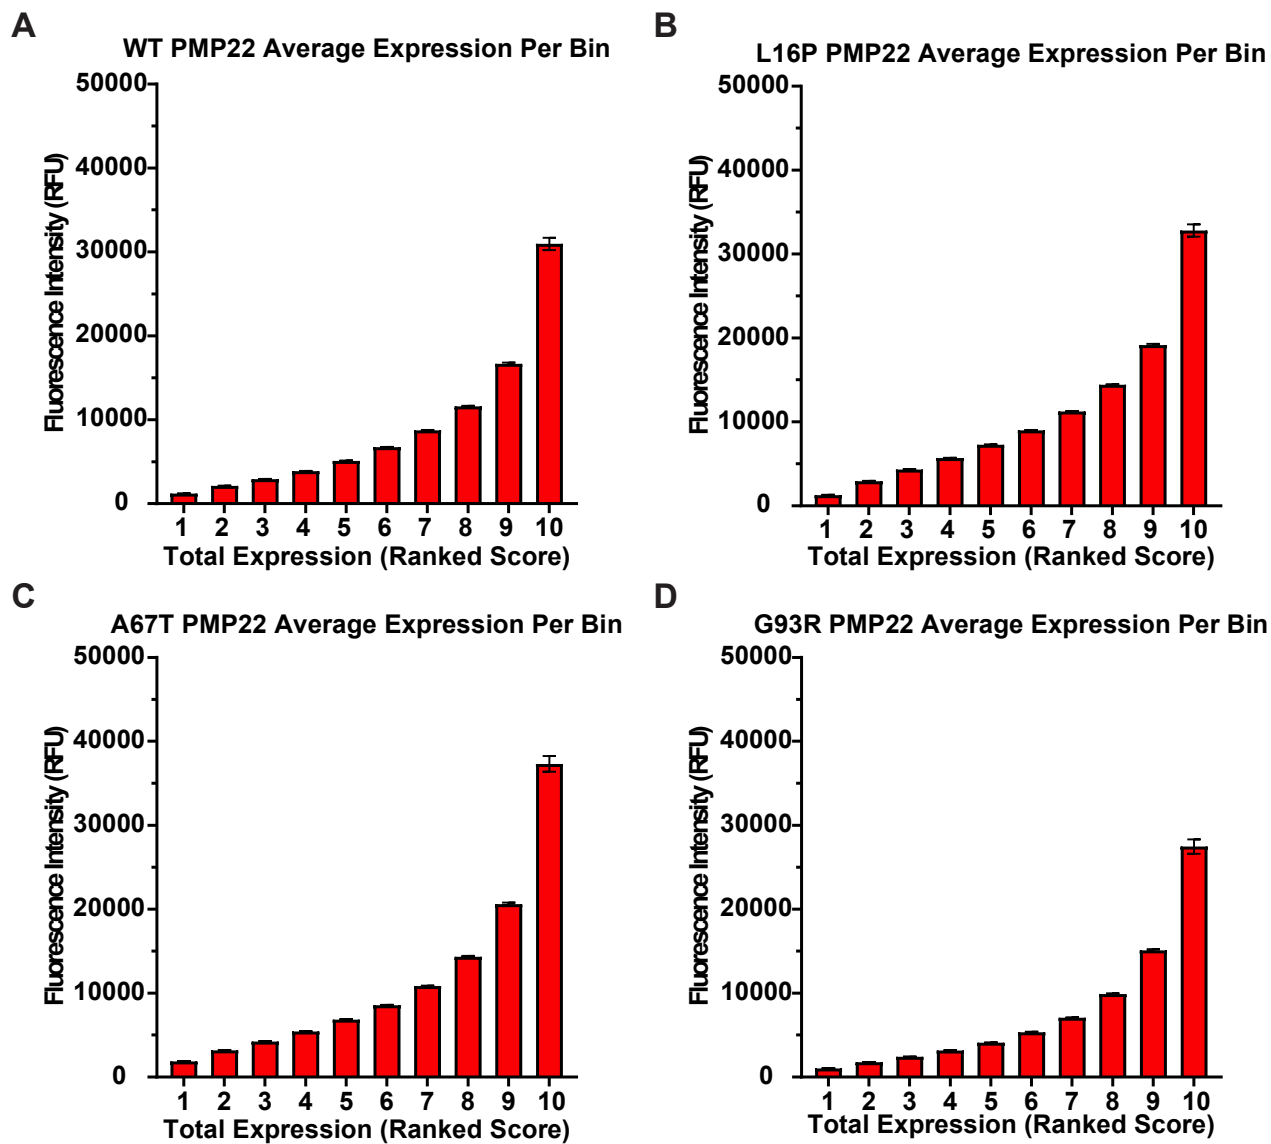 A
WT PMP22 Average Expression Per Bin
50000
40000
30000
20000
10000
0
Fluorescence Intensity (RFU)
1 2 3 4 5 6 7 8 9 10
Total Expression (Ranked Score)
B
L16P PMP22 Average Expression Per Bin
50000
40000
30000
20000
10000
0
Fluorescence Intensity (RFU)
1 2 3 4 5 6 7 8 9 10
Total Expression (Ranked Score)
C
A67T PMP22 Average Expression Per Bin
50000
40000
30000
20000
10000
0
Fluorescence Intensity (RFU)
1 2 3 4 5 6 7 8 9 10
Total Expression (Ranked Score)
D
G93R PMP22 Average Expression Per Bin
50000
40000
30000
20000
10000
0
Fluorescence Intensity (RFU)
1 2 3 4 5 6 7 8 9 10
Total Expression (Ranked Score)